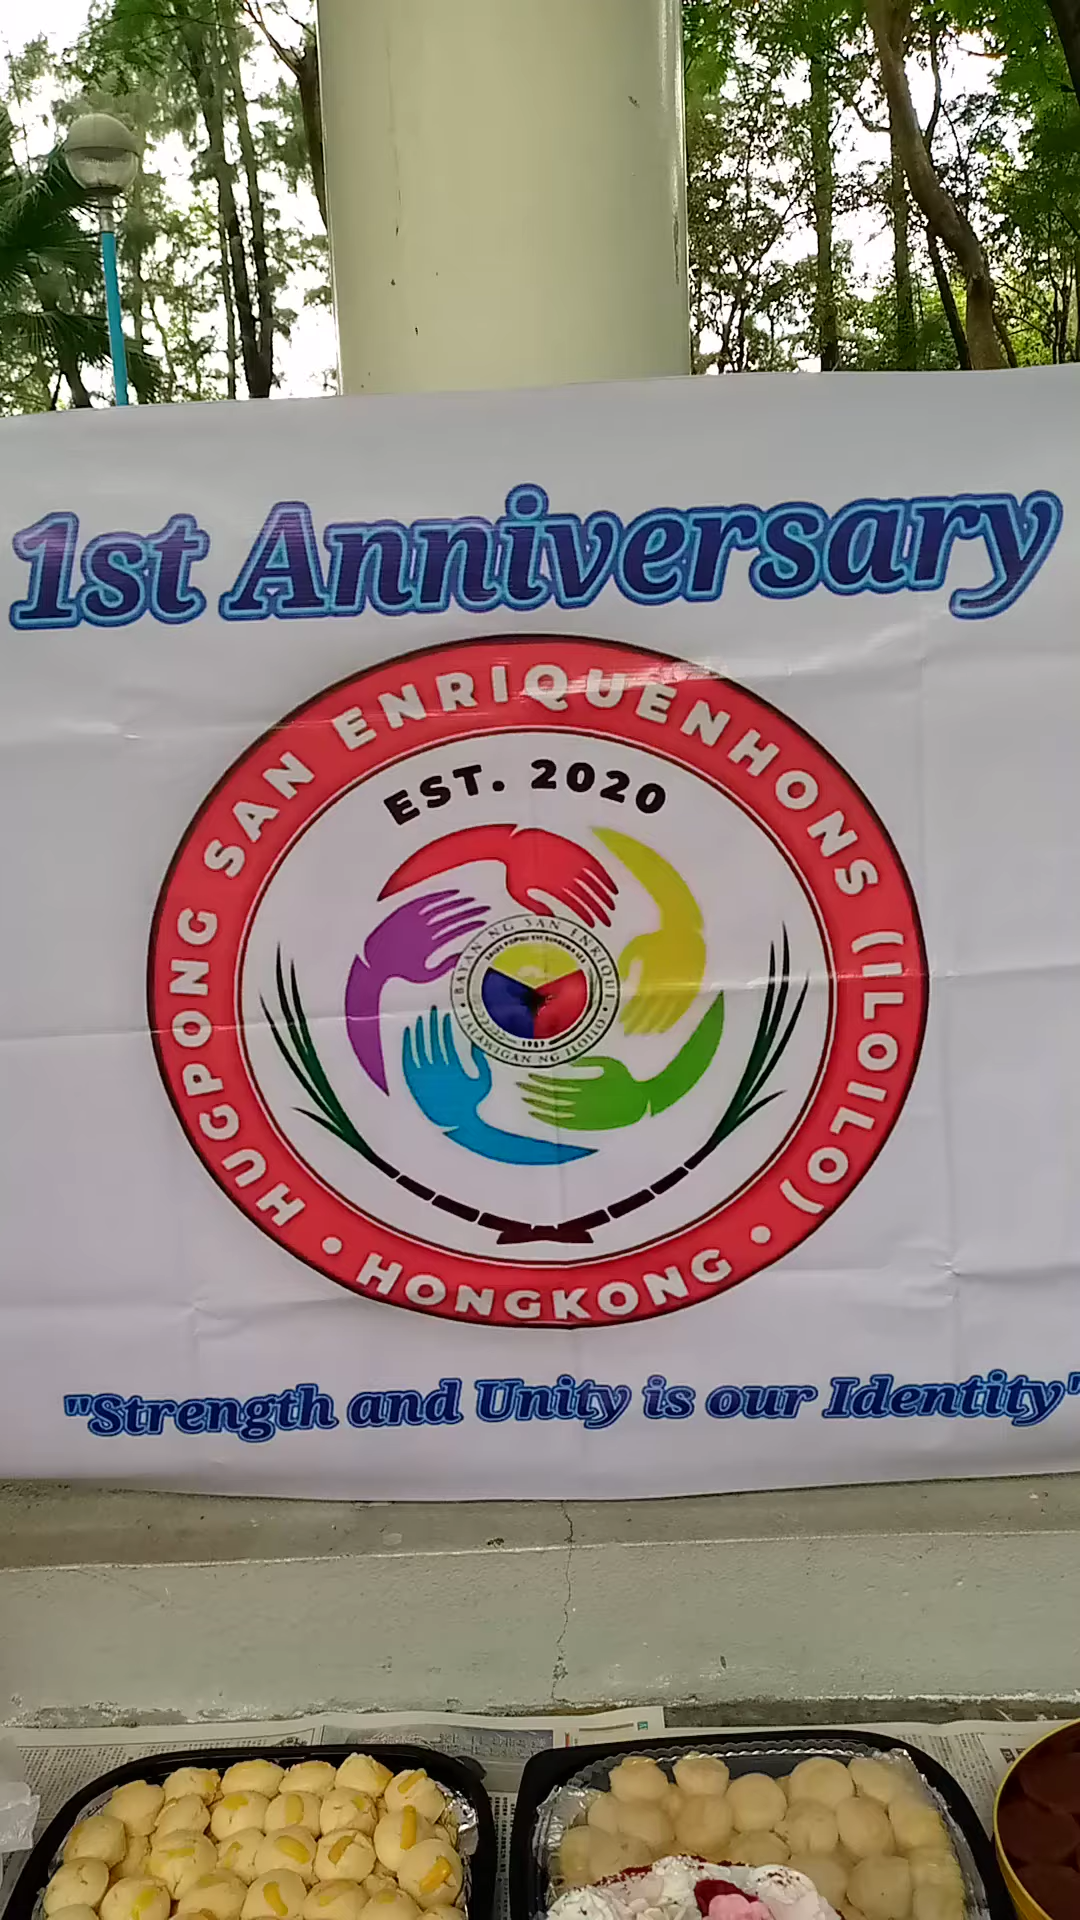 1st Anniversary
HUGPONG SAN ENRIQUENHONS (ILOILO)
EST. 2020
BAYAN NG SAN ENRIQUE
LALAWIGAN NG ILOILO
• HONGKONG •
"Strength and Unity is our Identity"